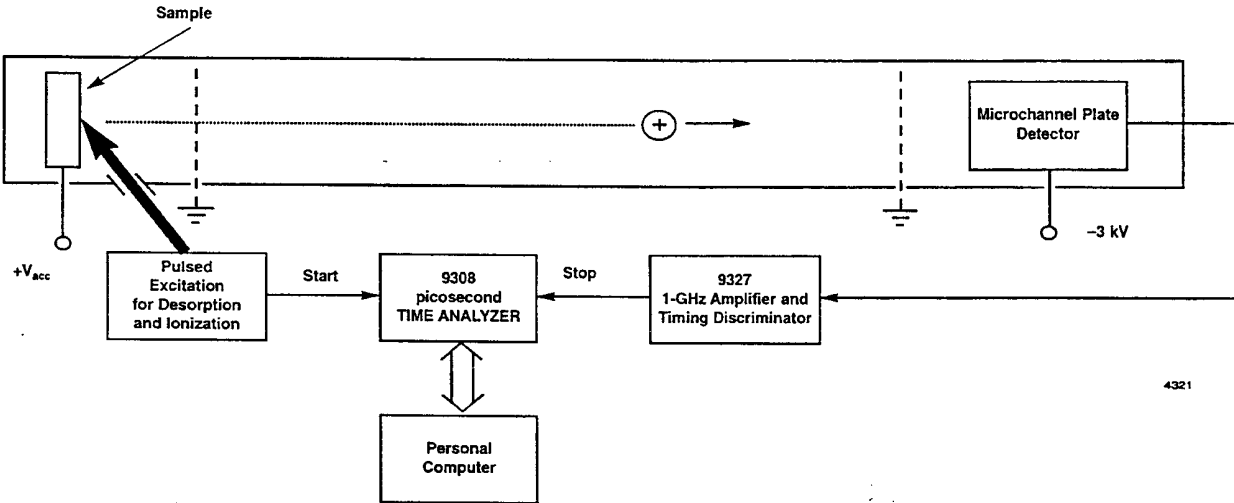 Sample
Microchannel Plate
Detector
+
+Vacc
–3 kV
Pulsed
Excitation
for Desorption
and Ionization
Start
9308
picosecond
TIME ANALYZER
Stop
9327
1-GHz Amplifier and
Timing Discriminator
4321
Personal
Computer